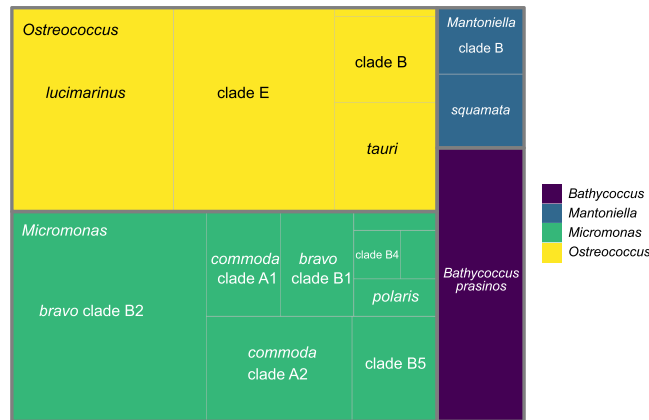 Ostreococcus
lucimarinus
clade E
clade B
tauri
Mantoniella
clade B
squamata
Micromonas
bravo clade B2
commoda
clade A1
bravo
clade B1
clade B4
polaris
commoda
clade A2
clade B5
Bathycoccus
prasinos
Bathycoccus
Mantoniella
Micromonas
Ostreococcus